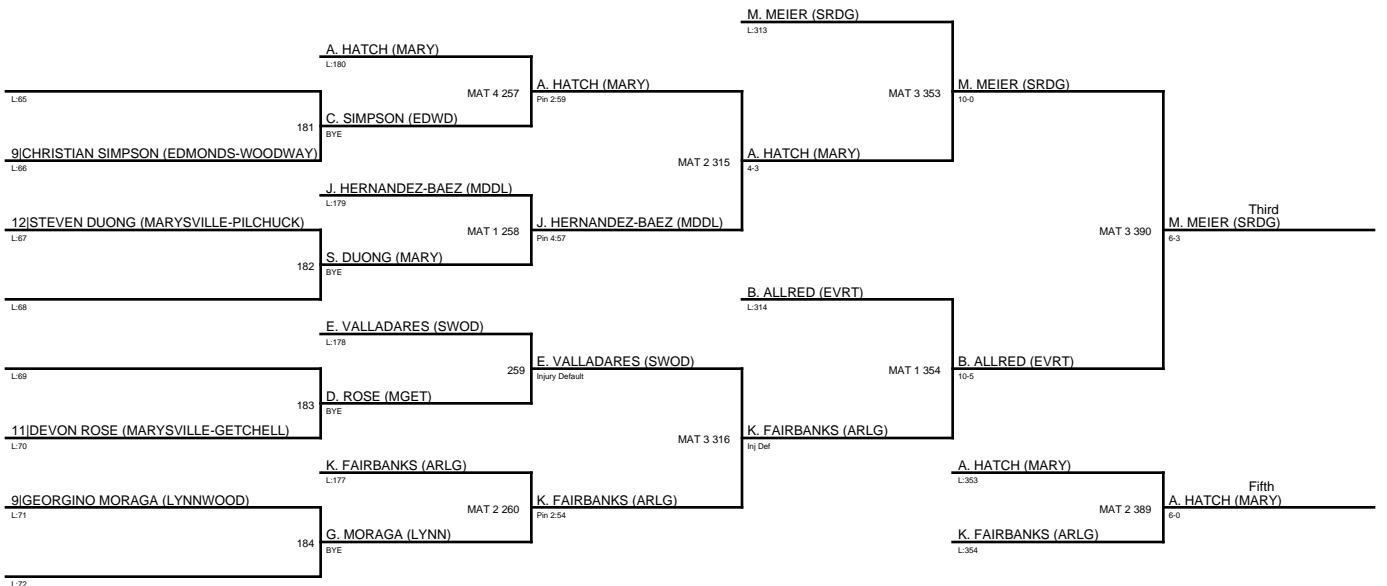 M. MEIER (SRDG)
L:313
A. HATCH (MARY)
L:180
L:65
MAT 4 257
A. HATCH (MARY)
Pin 2:59
MAT 3 353
M. MEIER (SRDG)
10-0
181
C. SIMPSON (EDWD)
BYE
9|CHRISTIAN SIMPSON (EDMONDS-WOODWAY)
L:66
MAT 2 315
A. HATCH (MARY)
4-3
J. HERNANDEZ-BAEZ (MDDL)
L:179
12|STEVEN DUONG (MARYSVILLE-PILCHUCK)
L:67
MAT 1 258
J. HERNANDEZ-BAEZ (MDDL)
Pin 4:57
MAT 3 390
Third
M. MEIER (SRDG)
6-3
182
S. DUONG (MARY)
BYE
L:68
B. ALLRED (EVRT)
L:314
E. VALLADARES (SWOD)
L:178
L:69
259
E. VALLADARES (SWOD)
Injury Default
MAT 1 354
B. ALLRED (EVRT)
10-5
183
D. ROSE (MGET)
BYE
11|DEVON ROSE (MARYSVILLE-GETCHELL)
L:70
MAT 3 316
K. FAIRBANKS (ARLG)
Inj Def
K. FAIRBANKS (ARLG)
L:177
A. HATCH (MARY)
L:353
9|GEORGINO MORAGA (LYNNWOOD)
L:71
MAT 2 260
K. FAIRBANKS (ARLG)
Pin 2:54
MAT 2 389
Fifth
A. HATCH (MARY)
6-0
184
G. MORAGA (LYNN)
BYE
K. FAIRBANKS (ARLG)
L:354
L:72